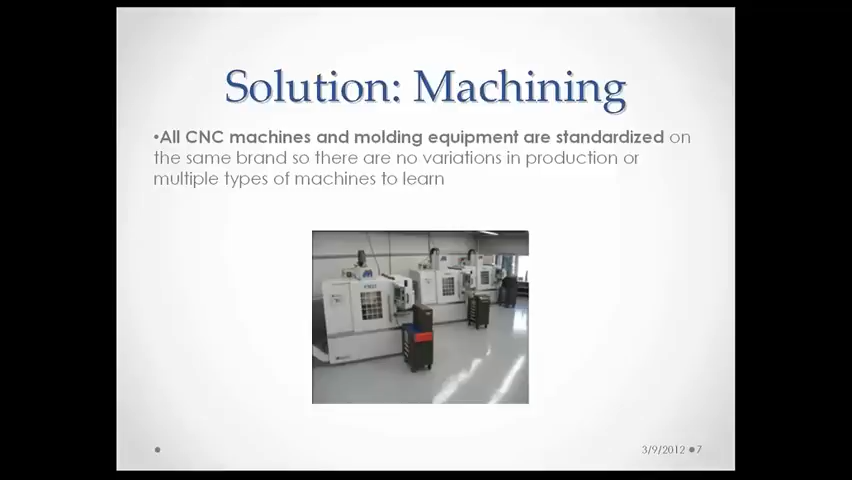 Solution: Machining
•All CNC machines and molding equipment are standardized on
the same brand so there are no variations in production or
multiple types of machines to learn
3/9/2012 7